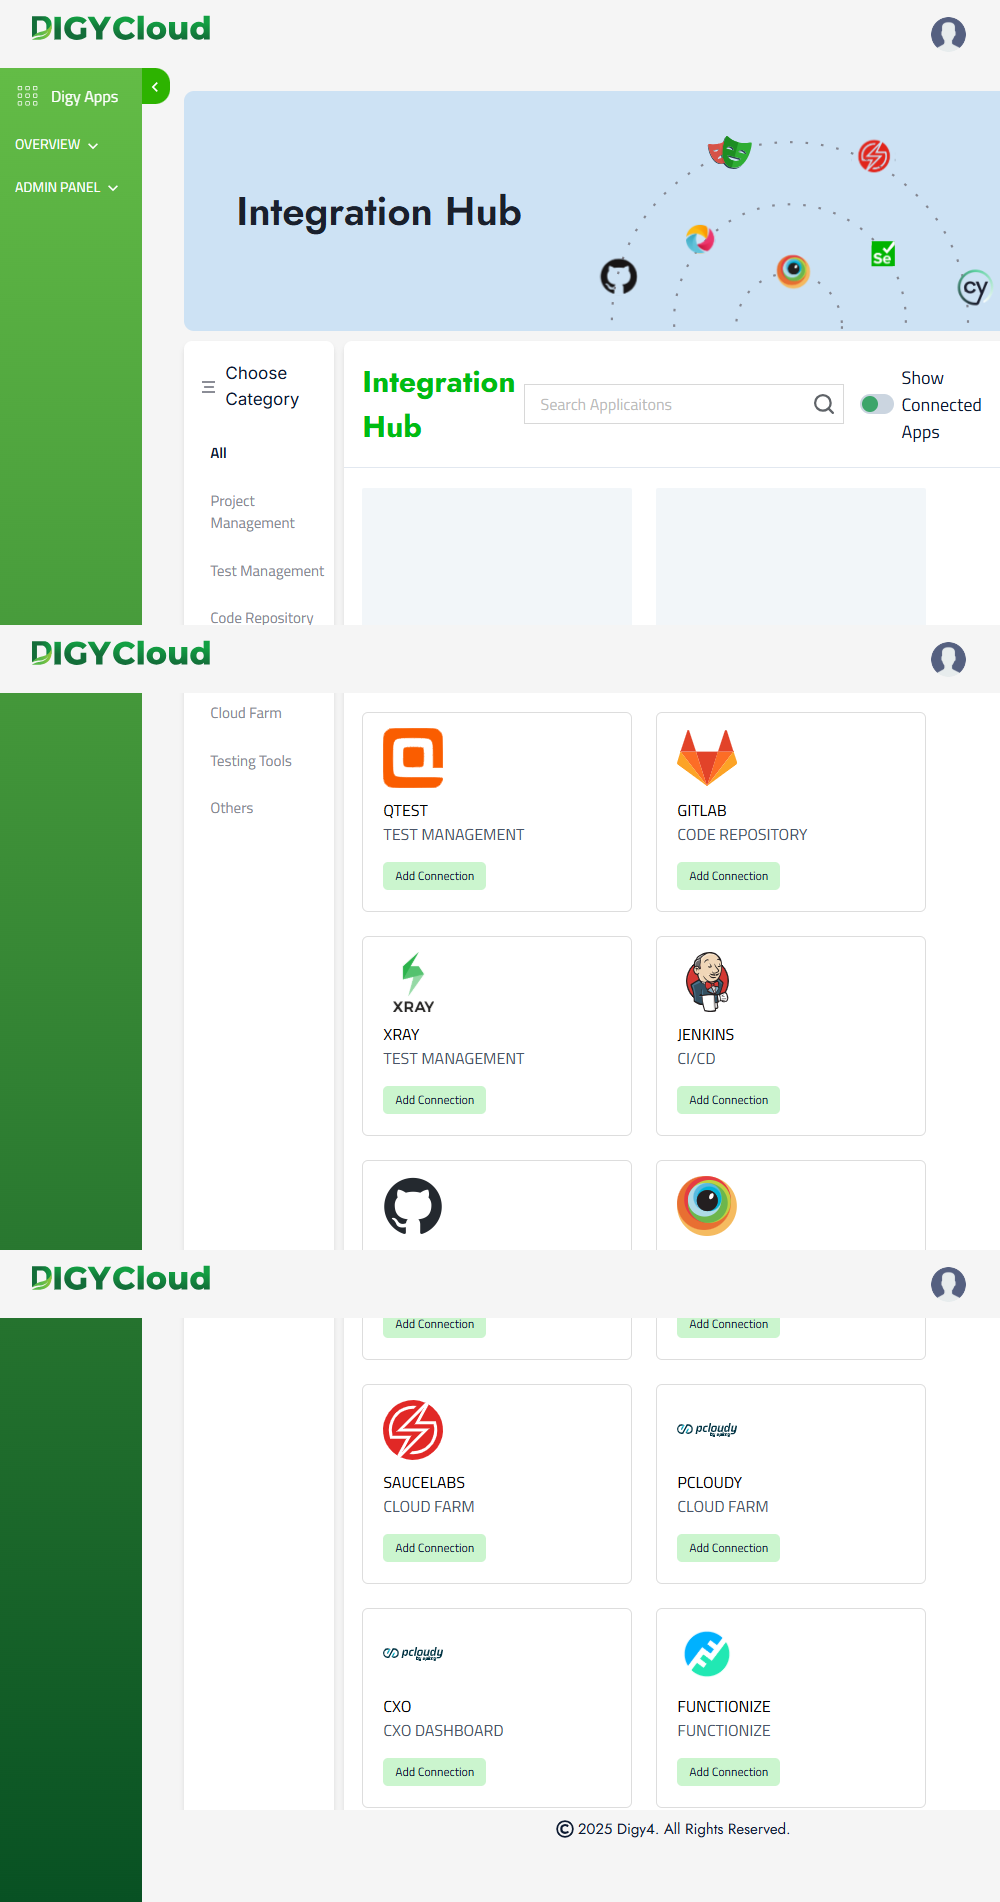 DIGYCloud
Digy Apps
OVERVIEW
ADMIN PANEL
Integration Hub
Se
cy
Choose
Category
All
Project
Management
Test Management
Code Repository
Integration
Hub
Search Applicaitons
Show
Connected
Apps
DIGYCloud
Cloud Farm
Testing Tools
Others
QTEST
TEST MANAGEMENT
Add Connection
GITLAB
CODE REPOSITORY
Add Connection
XRAY
XRAY
TEST MANAGEMENT
Add Connection
JENKINS
CI/CD
Add Connection
DIGYCloud
Add Connection
Add Connection
SAUCELABS
CLOUD FARM
Add Connection
pcloudy
PCLOUDY
CLOUD FARM
Add Connection
pcloudy
CXO
CXO DASHBOARD
Add Connection
FUNCTIONIZE
FUNCTIONIZE
Add Connection
© 2025 Digy4. All Rights Reserved.